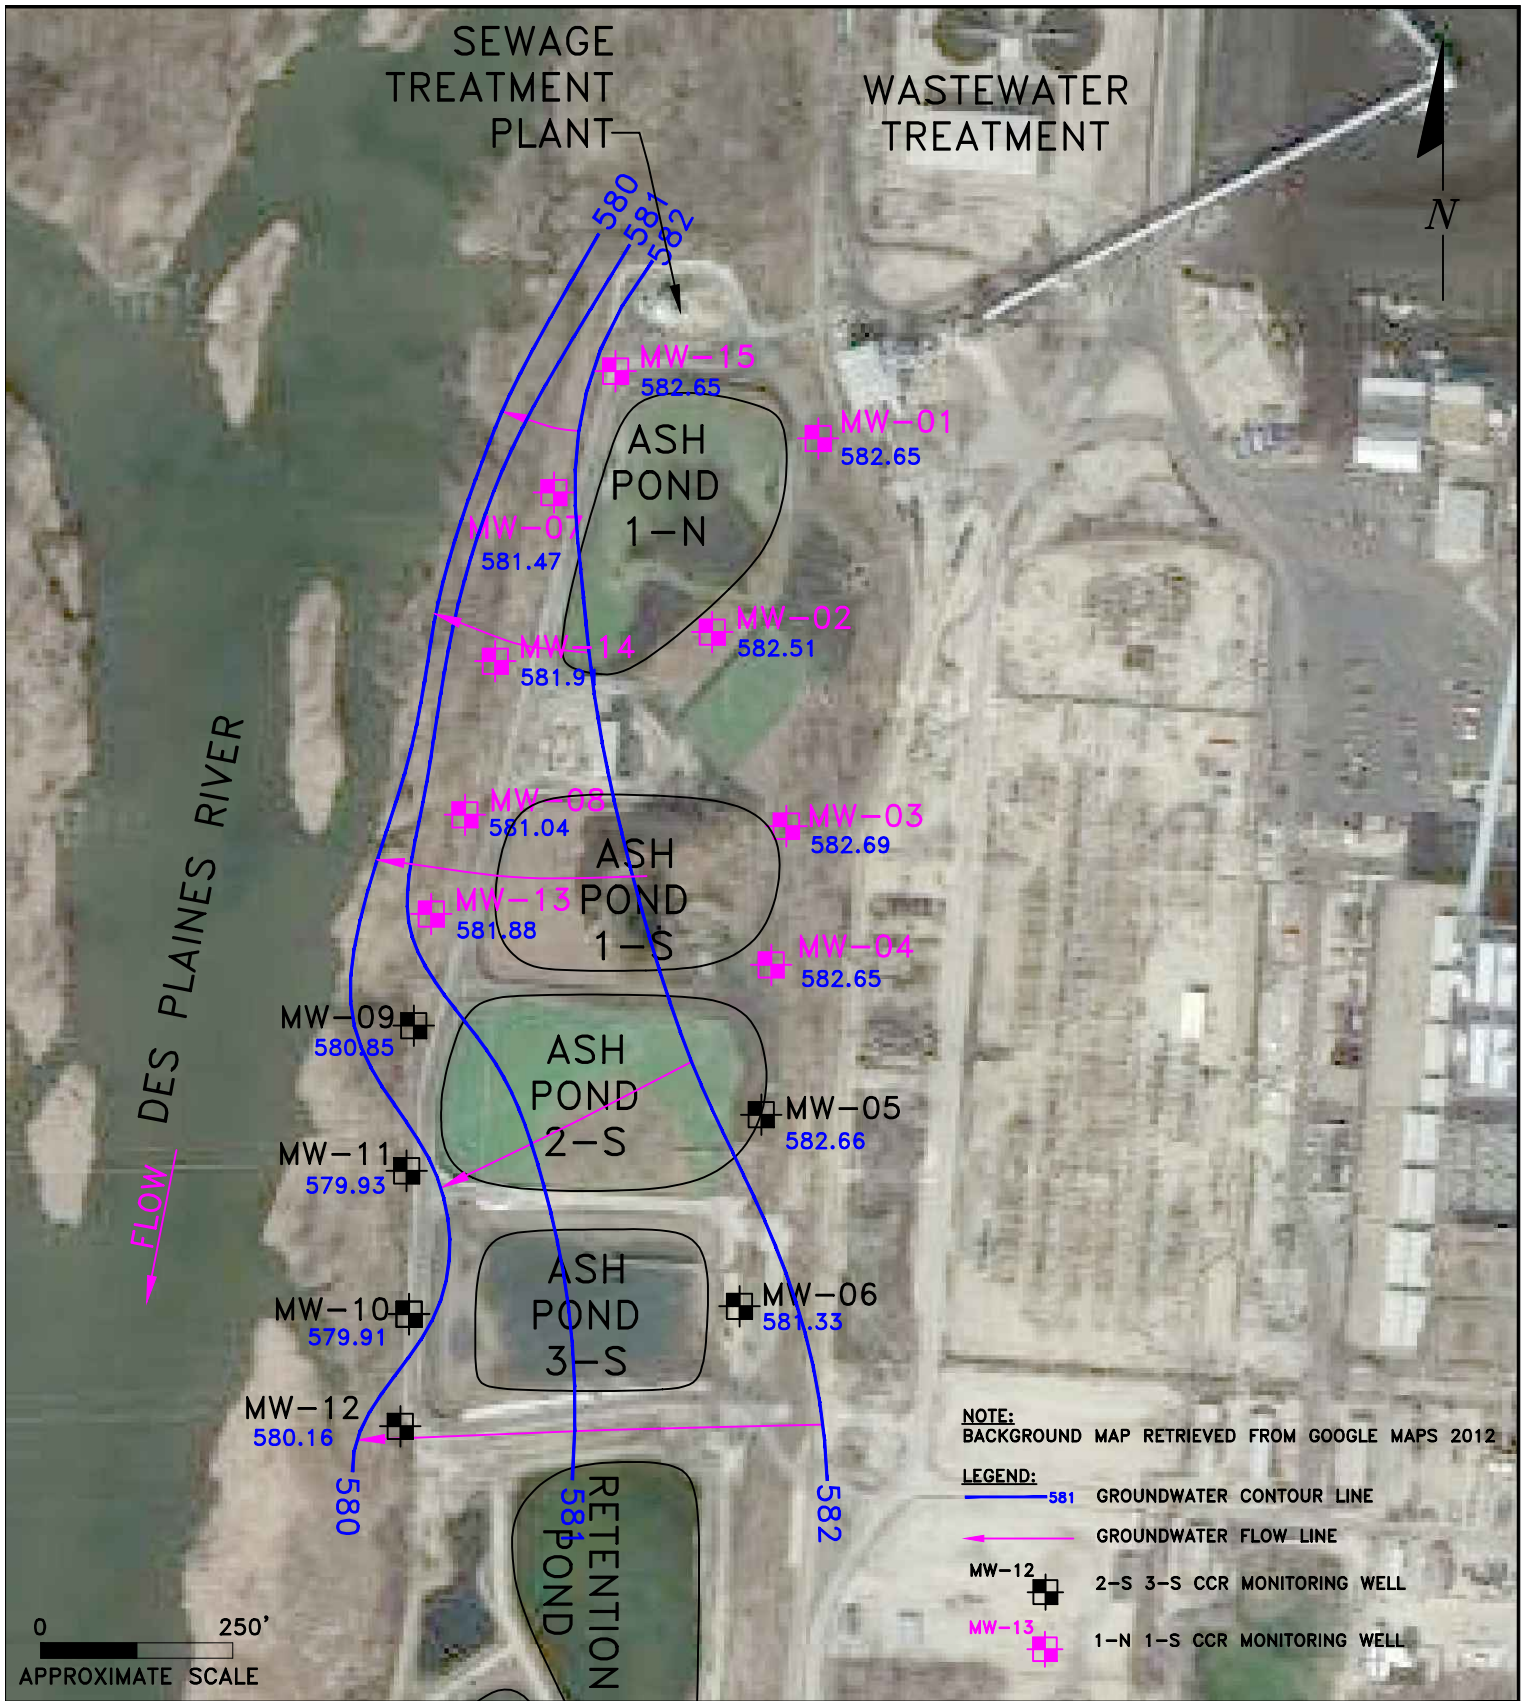 SEWAGE
TREATMENT
PLANT
WASTEWATER
TREATMENT
N
580
581
582
MW-15
582.65
MW-01
582.65
ASH
POND
1-N
MW-07
581.47
MW-02
582.51
MW-14
581.91
MW-08
581.04
MW-03
582.69
ASH
POND
1-S
MW-13
581.88
MW-04
582.65
DES PLAINES RIVER
FLOW
MW-09
580.85
ASH
POND
2-S
MW-05
582.66
MW-11
579.93
ASH
POND
3-S
MW-06
581.33
MW-10
579.91
MW-12
580.16
580
581
582
RETENTION
POND
NOTE:
BACKGROUND MAP RETRIEVED FROM GOOGLE MAPS 2012
LEGEND:
581 GROUNDWATER CONTOUR LINE
GROUNDWATER FLOW LINE
MW-12 2-S 3-S CCR MONITORING WELL
MW-13 1-N 1-S CCR MONITORING WELL
0 250'
APPROXIMATE SCALE